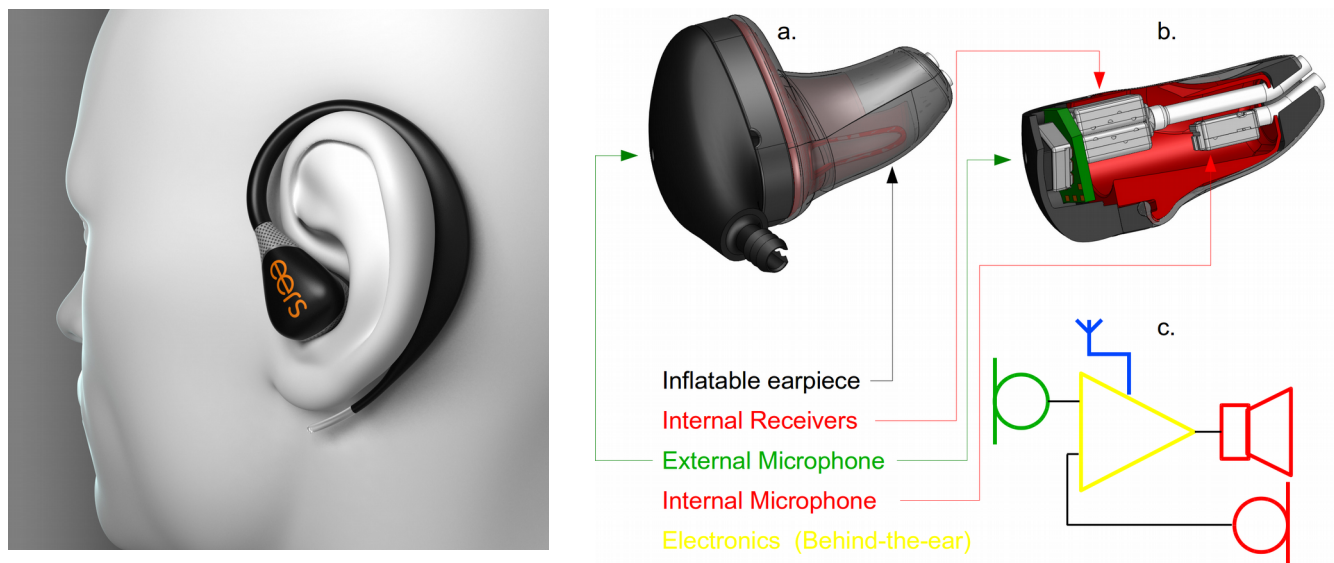 eers
a.
b.
c.
Inflatable earpiece
Internal Receivers
External Microphone
Internal Microphone
Electronics (Behind-the-ear)